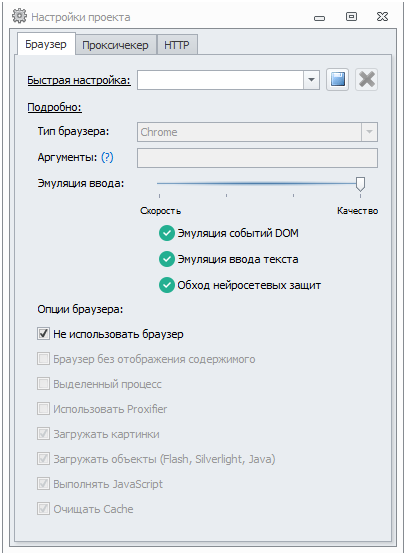 Настройки проекта
Браузер Проксичекер HTTP
Быстрая настройка:
Подробно:
Тип браузера: Chrome
Аргументы: (?)
Эмуляция ввода:
Скорость Качество
Эмуляция событий DOM
Эмуляция ввода текста
Обход нейросетевых защит
Опции браузера:
Не использовать браузер
Браузер без отображения содержимого
Выделенный процесс
Использовать Proxifier
Загружать картинки
Загружать объекты (Flash, Silverlight, Java)
Выполнять JavaScript
Очищать Cache